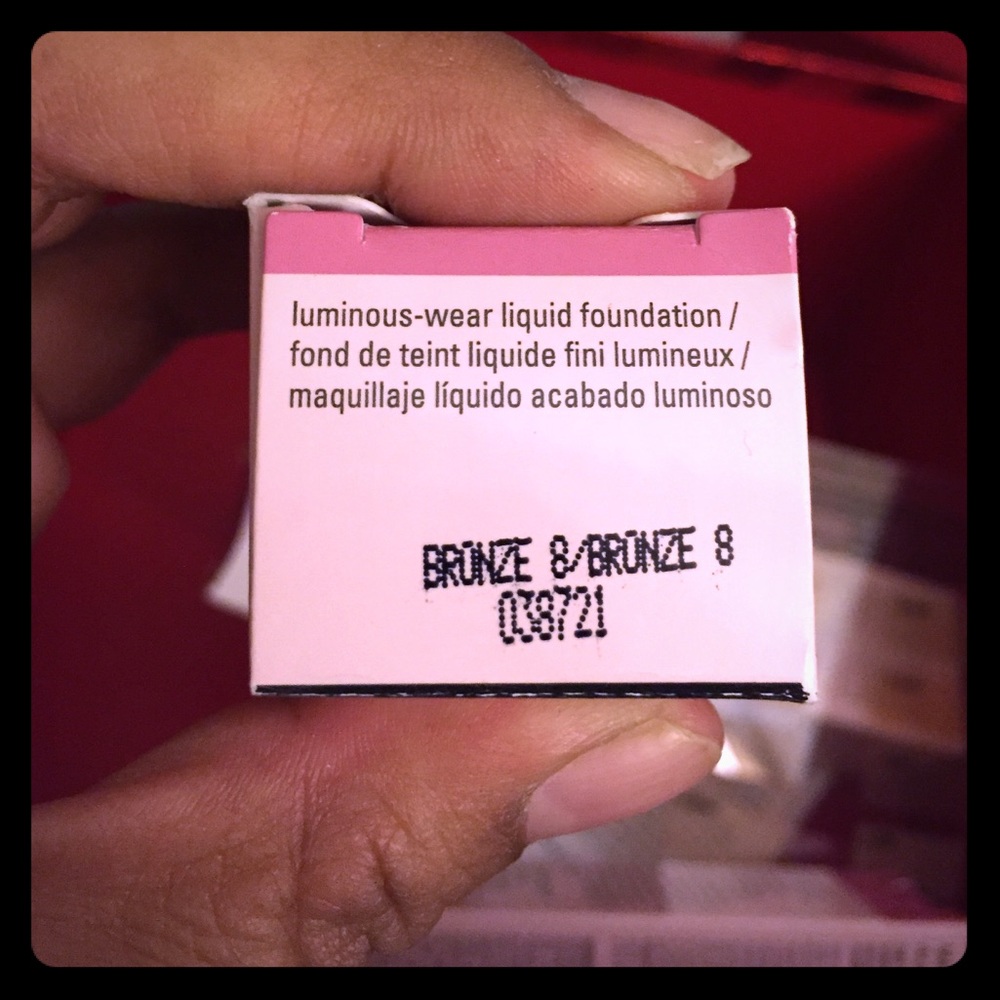 luminous-wear liquid foundation /
fond de teint liquide fini lumineux /
maquillaje líquido acabado luminoso
BRONZE 8/BRONZE 8
038721